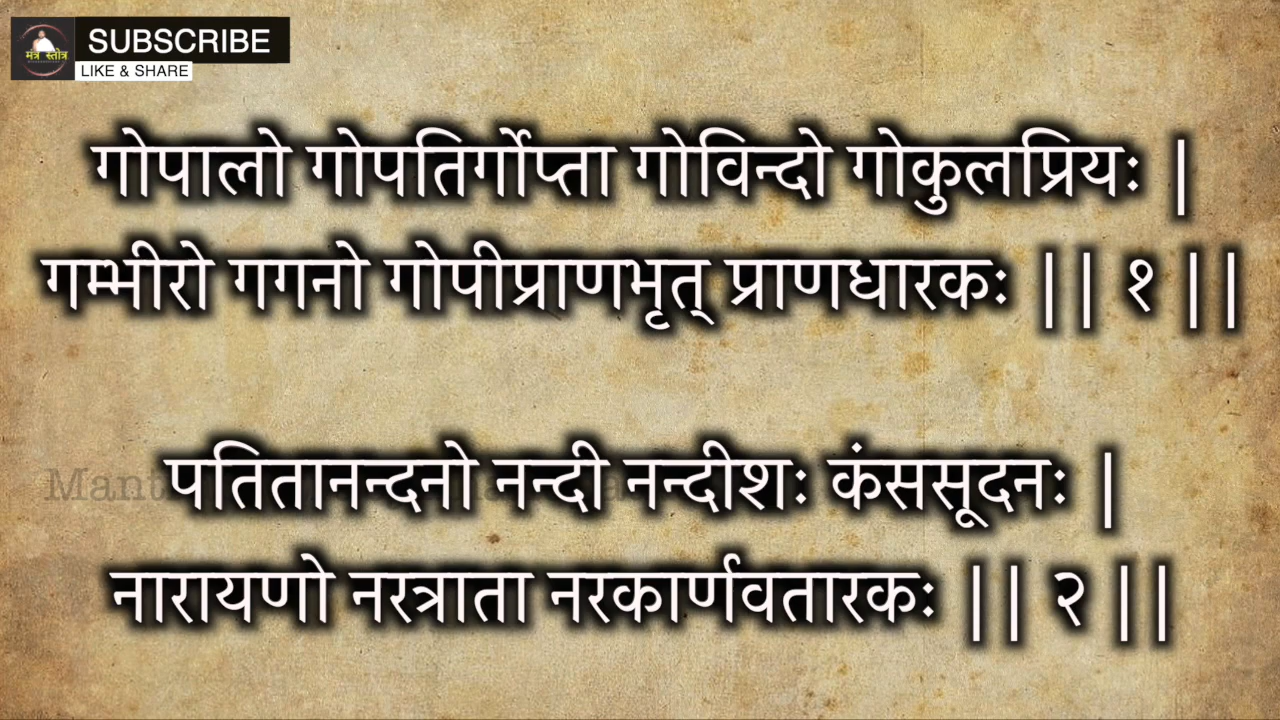 मंत्र स्तोत्र
SUBSCRIBE
LIKE & SHARE
गोपालो गोपतिर्गोप्ता गोविन्दो गोकुलप्रियः |
गम्भीरो गगनो गोपीप्राणभृत् प्राणधारकः || १ ||
पतितानन्दनो नन्दी नन्दीशः कंससूदनः |
नारायणो नरत्राता नरकार्णवतारकः || २ ||